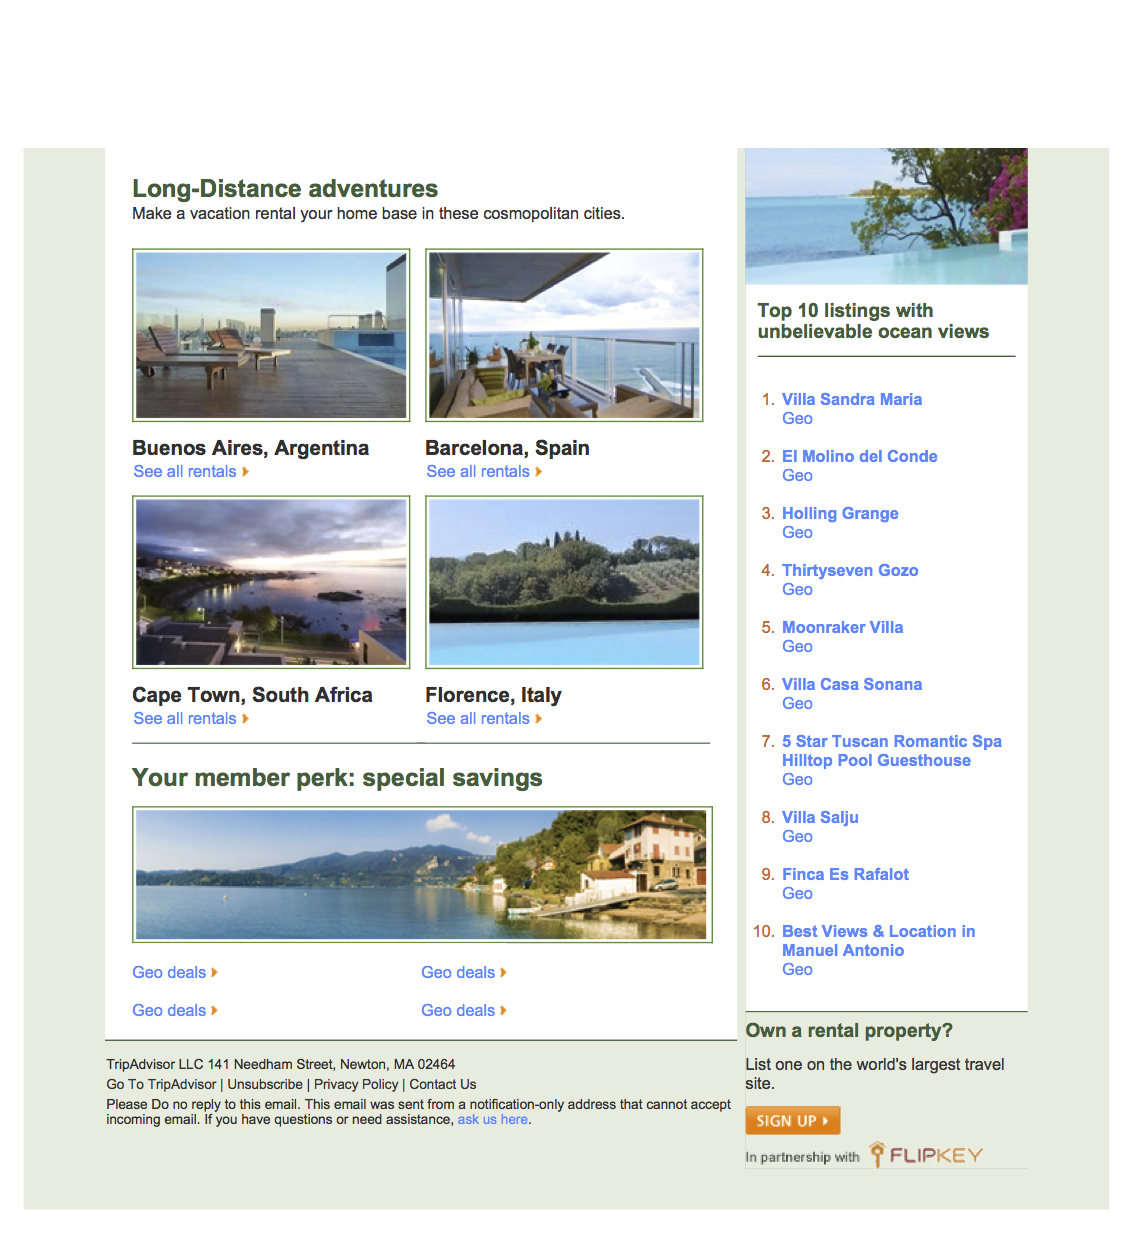 Long-Distance adventures
Make a vacation rental your home base in these cosmopolitan cities.
Buenos Aires, Argentina
See all rentals
Barcelona, Spain
See all rentals
Cape Town, South Africa
See all rentals
Florence, Italy
See all rentals
Your member perk: special savings
Geo deals
Geo deals
Geo deals
Geo deals
TripAdvisor LLC 141 Needham Street, Newton, MA 02464
Go To TripAdvisor | Unsubscribe | Privacy Policy | Contact Us
Please Do no reply to this email. This email was sent from a notification-only address that cannot accept
incoming email. If you have questions or need assistance, ask us here.
Top 10 listings with
unbelievable ocean views
1. Villa Sandra Maria
Geo
2. El Molino del Conde
Geo
3. Holling Grange
Geo
4. Thirtyseven Gozo
Geo
5. Moonraker Villa
Geo
6. Villa Casa Sonana
Geo
7. 5 Star Tuscan Romantic Spa
Hilltop Pool Guesthouse
Geo
8. Villa Salju
Geo
9. Finca Es Rafalot
Geo
10. Best Views & Location in
Manuel Antonio
Geo
Own a rental property?
List one on the world's largest travel
site.
SIGN UP
In partnership with FLIPKEY